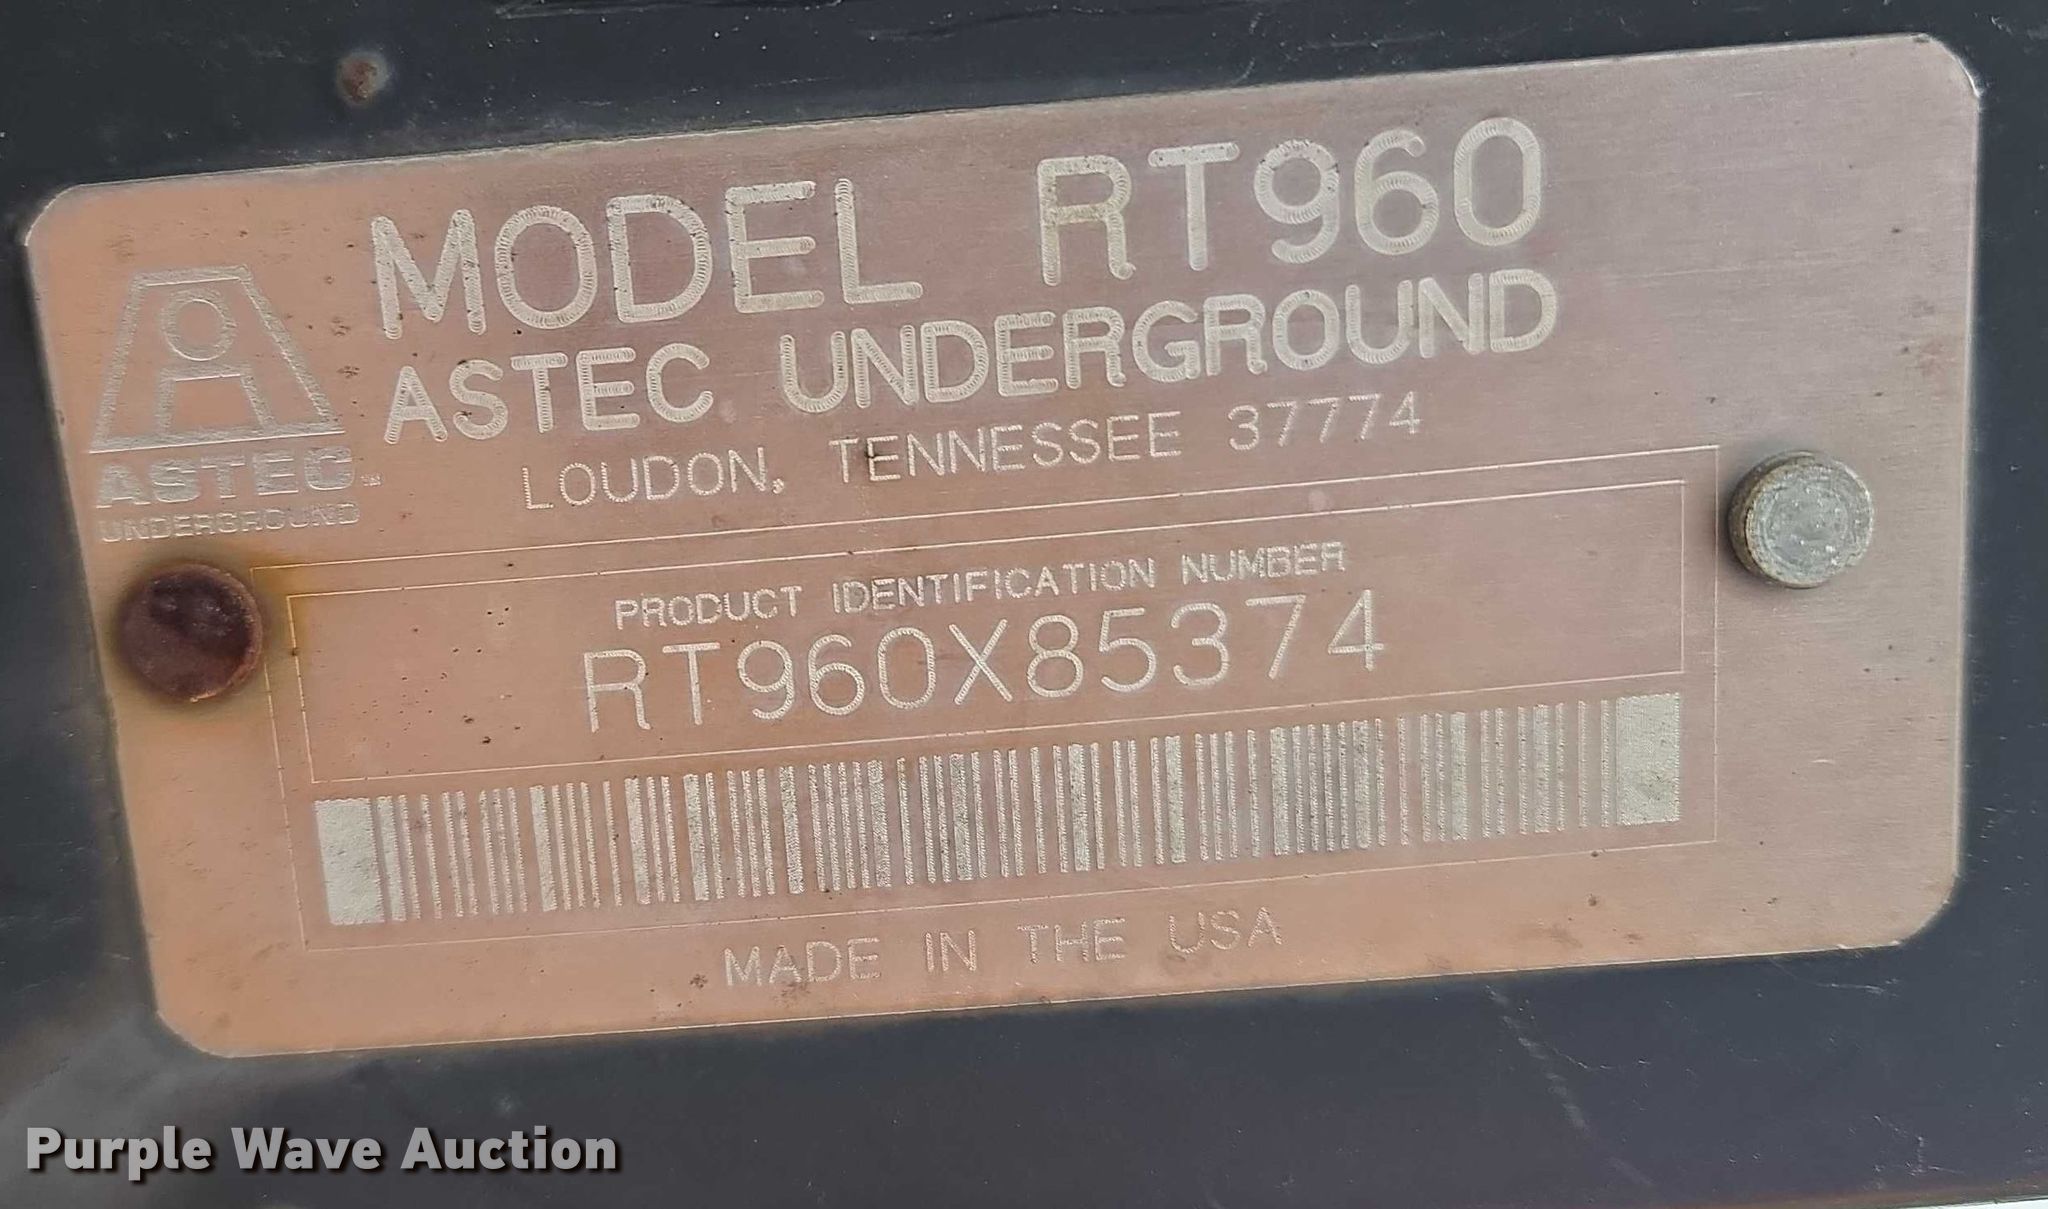 MODEL RT960
ASTEC UNDERGROUND
LOUDON, TENNESSEE 37774
ASTEC™
UNDERGROUND
PRODUCT IDENTIFICATION NUMBER
RT960X85374
MADE IN THE USA
Purple Wave Auction